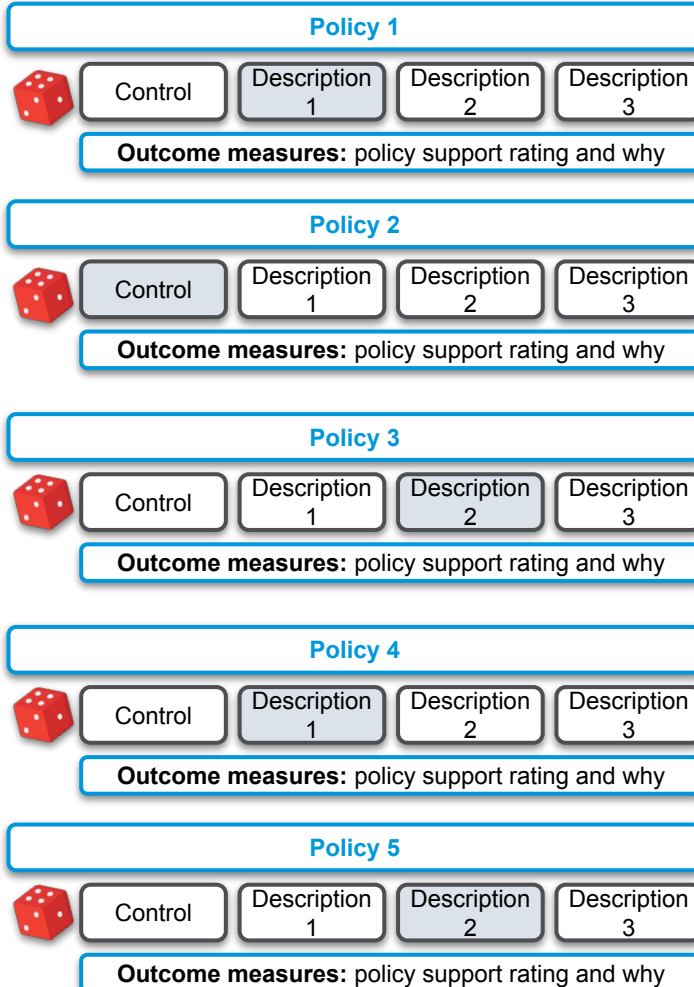 Policy 1
Control
Description
1
Description
2
Description
3
Outcome measures: policy support rating and why
Policy 2
Control
Description
1
Description
2
Description
3
Outcome measures: policy support rating and why
Policy 3
Control
Description
1
Description
2
Description
3
Outcome measures: policy support rating and why
Policy 4
Control
Description
1
Description
2
Description
3
Outcome measures: policy support rating and why
Policy 5
Control
Description
1
Description
2
Description
3
Outcome measures: policy support rating and why